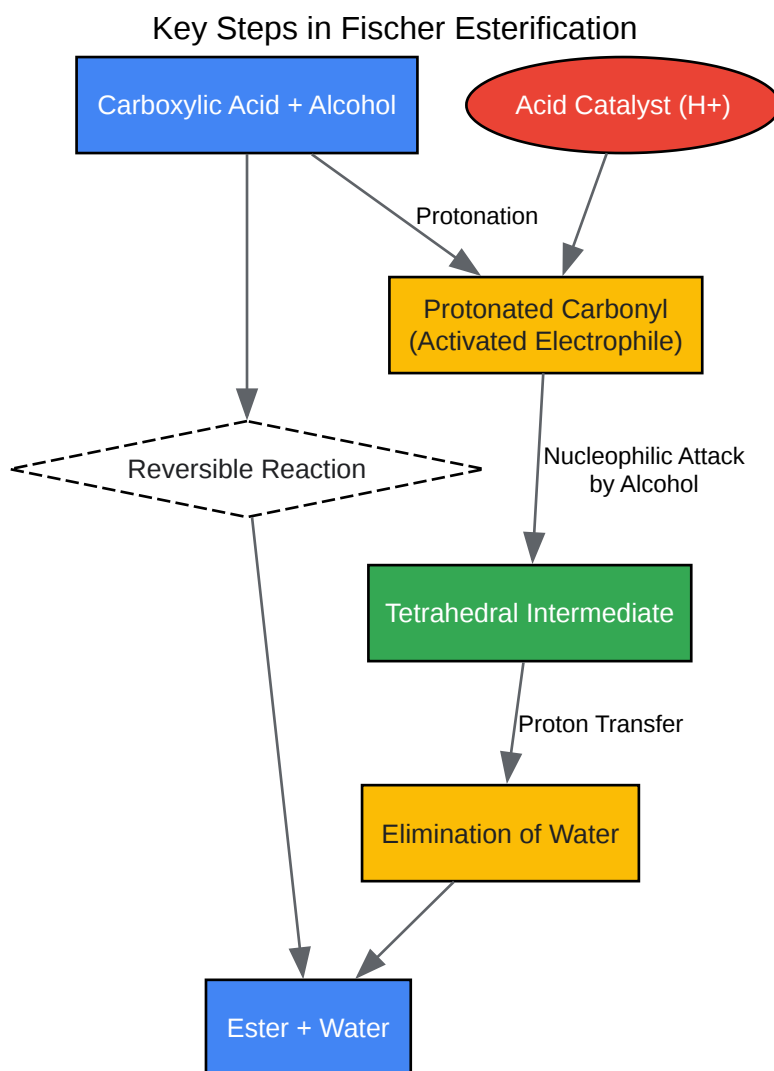 Key Steps in Fischer Esterification
Carboxylic Acid + Alcohol
Acid Catalyst (H+)
Protonation
Protonated Carbonyl
(Activated Electrophile)
Reversible Reaction
Nucleophilic Attack
by Alcohol
Tetrahedral Intermediate
Proton Transfer
Elimination of Water
Ester + Water